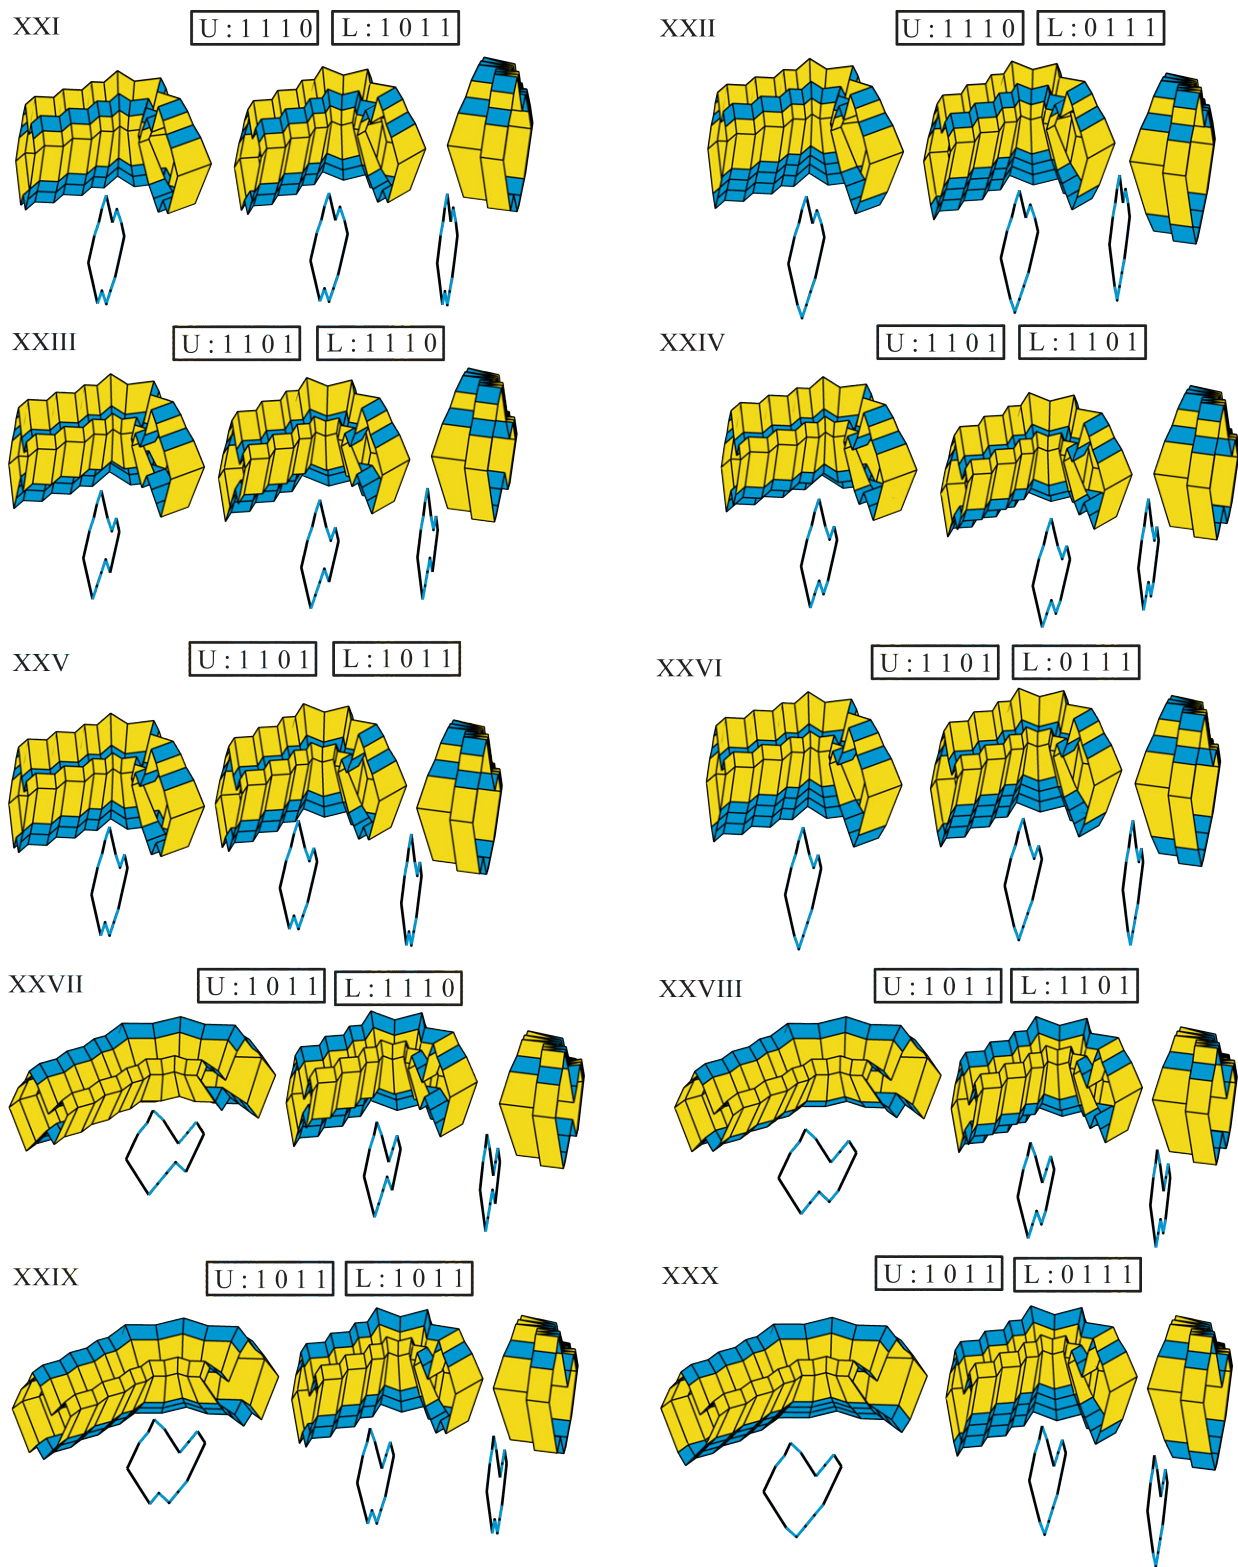 XXI U:1110 L:1011
XXII U:1110 L:0111
XXIII U:1101 L:1110
XXIV U:1101 L:1101
XXV U:1101 L:1011
XXVI U:1101 L:0111
XXVII U:1011 L:1110
XXVIII U:1011 L:1101
XXIX U:1011 L:1011
XXX U:1011 L:0111